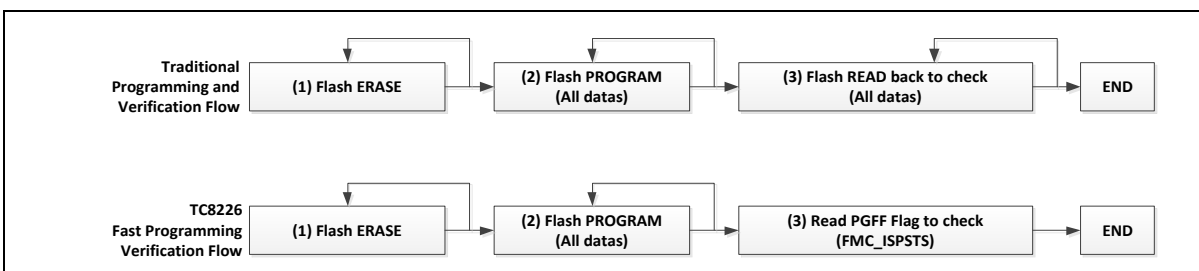 Traditional
Programming and
Verification Flow
(1) Flash ERASE
(2) Flash PROGRAM
(All datas)
(3) Flash READ back to check
(All datas)
END
TC8226
Fast Programming
Verification Flow
(1) Flash ERASE
(2) Flash PROGRAM
(All datas)
(3) Read PGFF Flag to check
(FMC_ISPSTS)
END